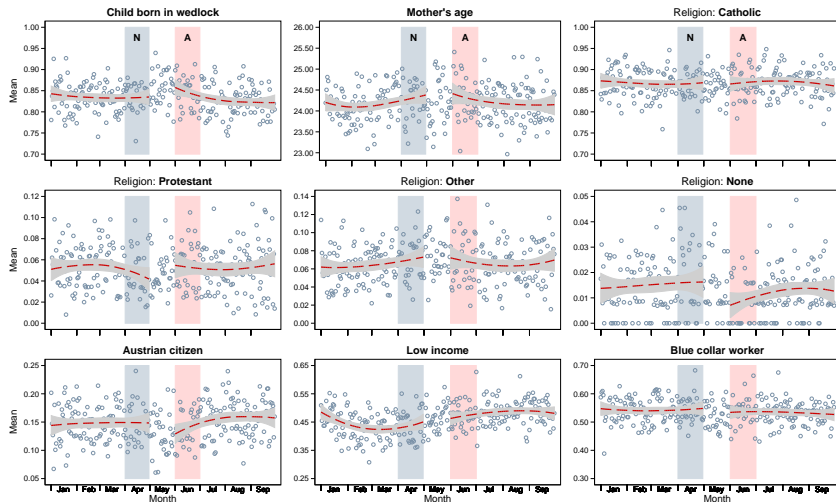 Child born in wedlock
Mother's age
Religion: Catholic
Mean
1.00
0.95
0.90
0.85
0.80
0.75
0.70
N
A
26.00
25.50
25.00
24.50
24.00
23.50
23.00
N
A
1.00
0.95
0.90
0.85
0.80
0.75
0.70
N
A
Religion: Protestant
Religion: Other
Religion: None
Mean
0.12
0.10
0.08
0.06
0.04
0.02
0.00
0.14
0.12
0.10
0.08
0.06
0.04
0.02
0.00
0.05
0.04
0.03
0.02
0.01
0.00
Austrian citizen
Low income
Blue collar worker
Mean
0.25
0.20
0.15
0.10
0.05
0.65
0.55
0.45
0.35
0.25
0.70
0.60
0.50
0.40
0.30
Jan Feb Mar Apr May Jun Jul Aug Sep
Jan Feb Mar Apr May Jun Jul Aug Sep
Jan Feb Mar Apr May Jun Jul Aug Sep
Month
Month
Month